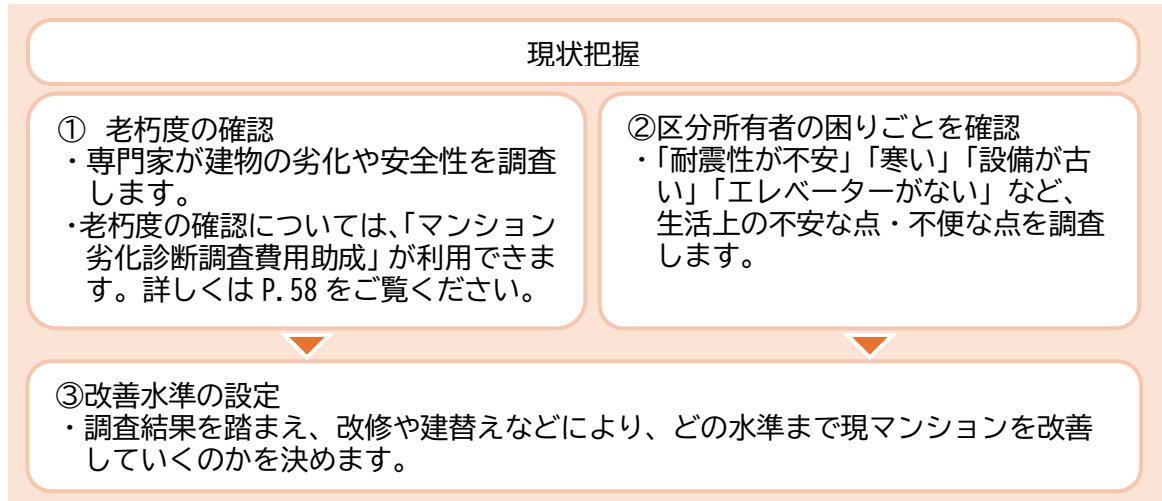 現状把握
① 老朽度の確認
・専門家が建物の劣化や安全性を調査
します。
・老朽度の確認については、「マンション
劣化診断調査費用助成」が利用できま
す。詳しくは P.58 をご覧ください。
②区分所有者の困りごとを確認
・「耐震性が不安」「寒い」「設備が古
い」「エレベーターがない」など、
生活上の不安な点・不便な点を調査
します。
③改善水準の設定
・調査結果を踏まえ、改修や建替えなどにより、どの水準まで現マンションを改善
していくのかを決めます。